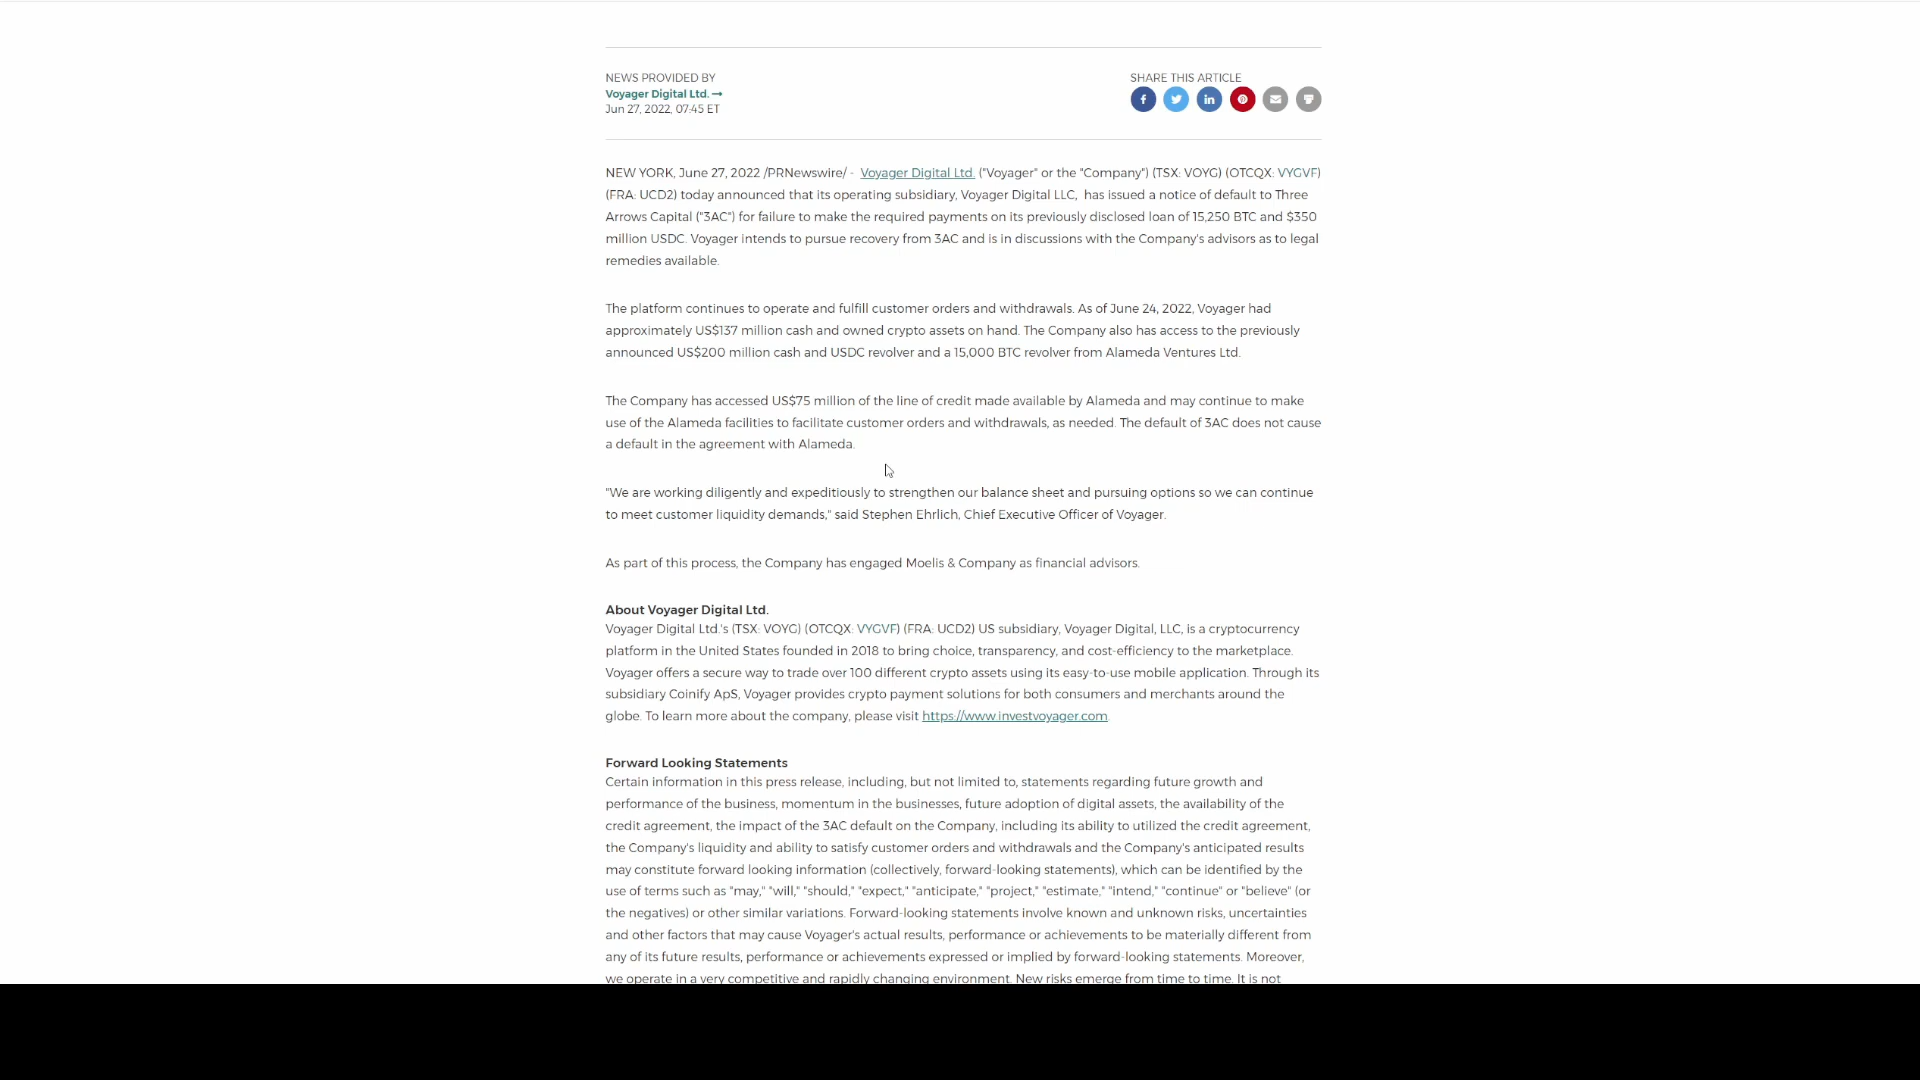 NEWS PROVIDED BY
Voyager Digital Ltd. →
Jun 27, 2022, 07:45 ET
SHARE THIS ARTICLE
NEW YORK, June 27, 2022 /PRNewswire/ - Voyager Digital Ltd. ("Voyager" or the "Company") (TSX: VOYG) (OTCQX: VYGVF)
(FRA: UCD2) today announced that its operating subsidiary, Voyager Digital LLC, has issued a notice of default to Three
Arrows Capital ("3AC") for failure to make the required payments on its previously disclosed loan of 15,250 BTC and $350
million USDC. Voyager intends to pursue recovery from 3AC and is in discussions with the Company's advisors as to legal
remedies available.
The platform continues to operate and fulfill customer orders and withdrawals. As of June 24, 2022, Voyager had
approximately US$137 million cash and owned crypto assets on hand. The Company also has access to the previously
announced US$200 million cash and USDC revolver and a 15,000 BTC revolver from Alameda Ventures Ltd.
The Company has accessed US$75 million of the line of credit made available by Alameda and may continue to make
use of the Alameda facilities to facilitate customer orders and withdrawals, as needed. The default of 3AC does not cause
a default in the agreement with Alameda.
"We are working diligently and expeditiously to strengthen our balance sheet and pursuing options so we can continue
to meet customer liquidity demands," said Stephen Ehrlich, Chief Executive Officer of Voyager.
As part of this process, the Company has engaged Moelis & Company as financial advisors.
About Voyager Digital Ltd.
Voyager Digital Ltd.'s (TSX: VOYG) (OTCQX: VYGVF) (FRA: UCD2) US subsidiary, Voyager Digital, LLC, is a cryptocurrency
platform in the United States founded in 2018 to bring choice, transparency, and cost-efficiency to the marketplace.
Voyager offers a secure way to trade over 100 different crypto assets using its easy-to-use mobile application. Through its
subsidiary Coinify ApS, Voyager provides crypto payment solutions for both consumers and merchants around the
globe. To learn more about the company, please visit https://www.investvoyager.com.
Forward Looking Statements
Certain information in this press release, including, but not limited to, statements regarding future growth and
performance of the business, momentum in the businesses, future adoption of digital assets, the availability of the
credit agreement, the impact of the 3AC default on the Company, including its ability to utilized the credit agreement,
the Company's liquidity and ability to satisfy customer orders and withdrawals and the Company's anticipated results
may constitute forward looking information (collectively, forward-looking statements), which can be identified by the
use of terms such as "may," "will," "should," "expect," "anticipate," "project," "estimate," "intend," "continue" or "believe" (or
the negatives) or other similar variations. Forward-looking statements involve known and unknown risks, uncertainties
and other factors that may cause Voyager's actual results, performance or achievements to be materially different from
any of its future results, performance or achievements expressed or implied by forward-looking statements. Moreover,
we operate in a very competitive and rapidly changing environment. New risks emerge from time to time. It is not